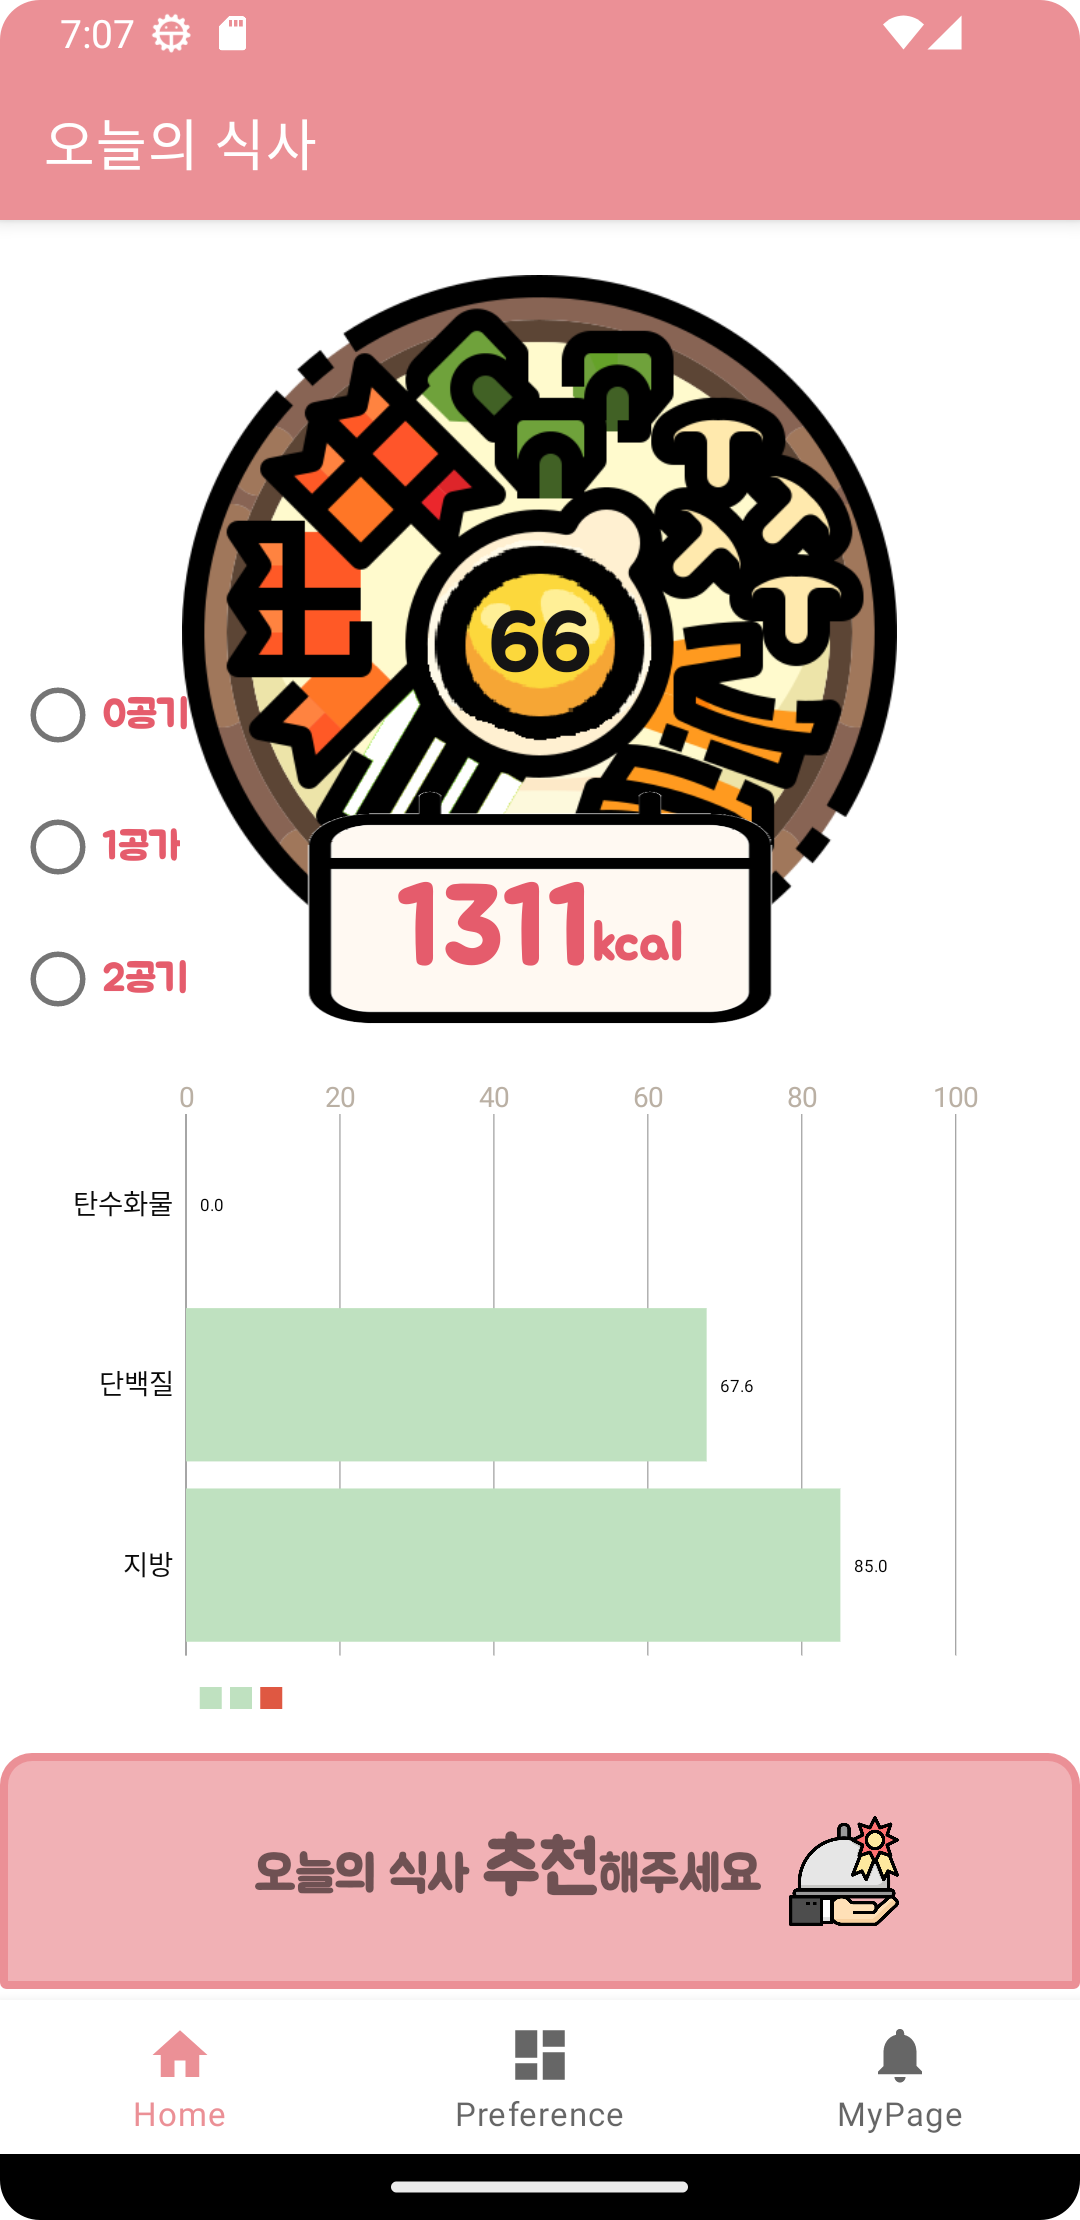 7:07
오늘의 식사
66
0공기
1공가
2공기
1311kcal
0 20 40 60 80 100
탄수화물 0.0
단백질 67.6
지방 85.0
오늘의 식사 추천해주세요
Home Preference MyPage